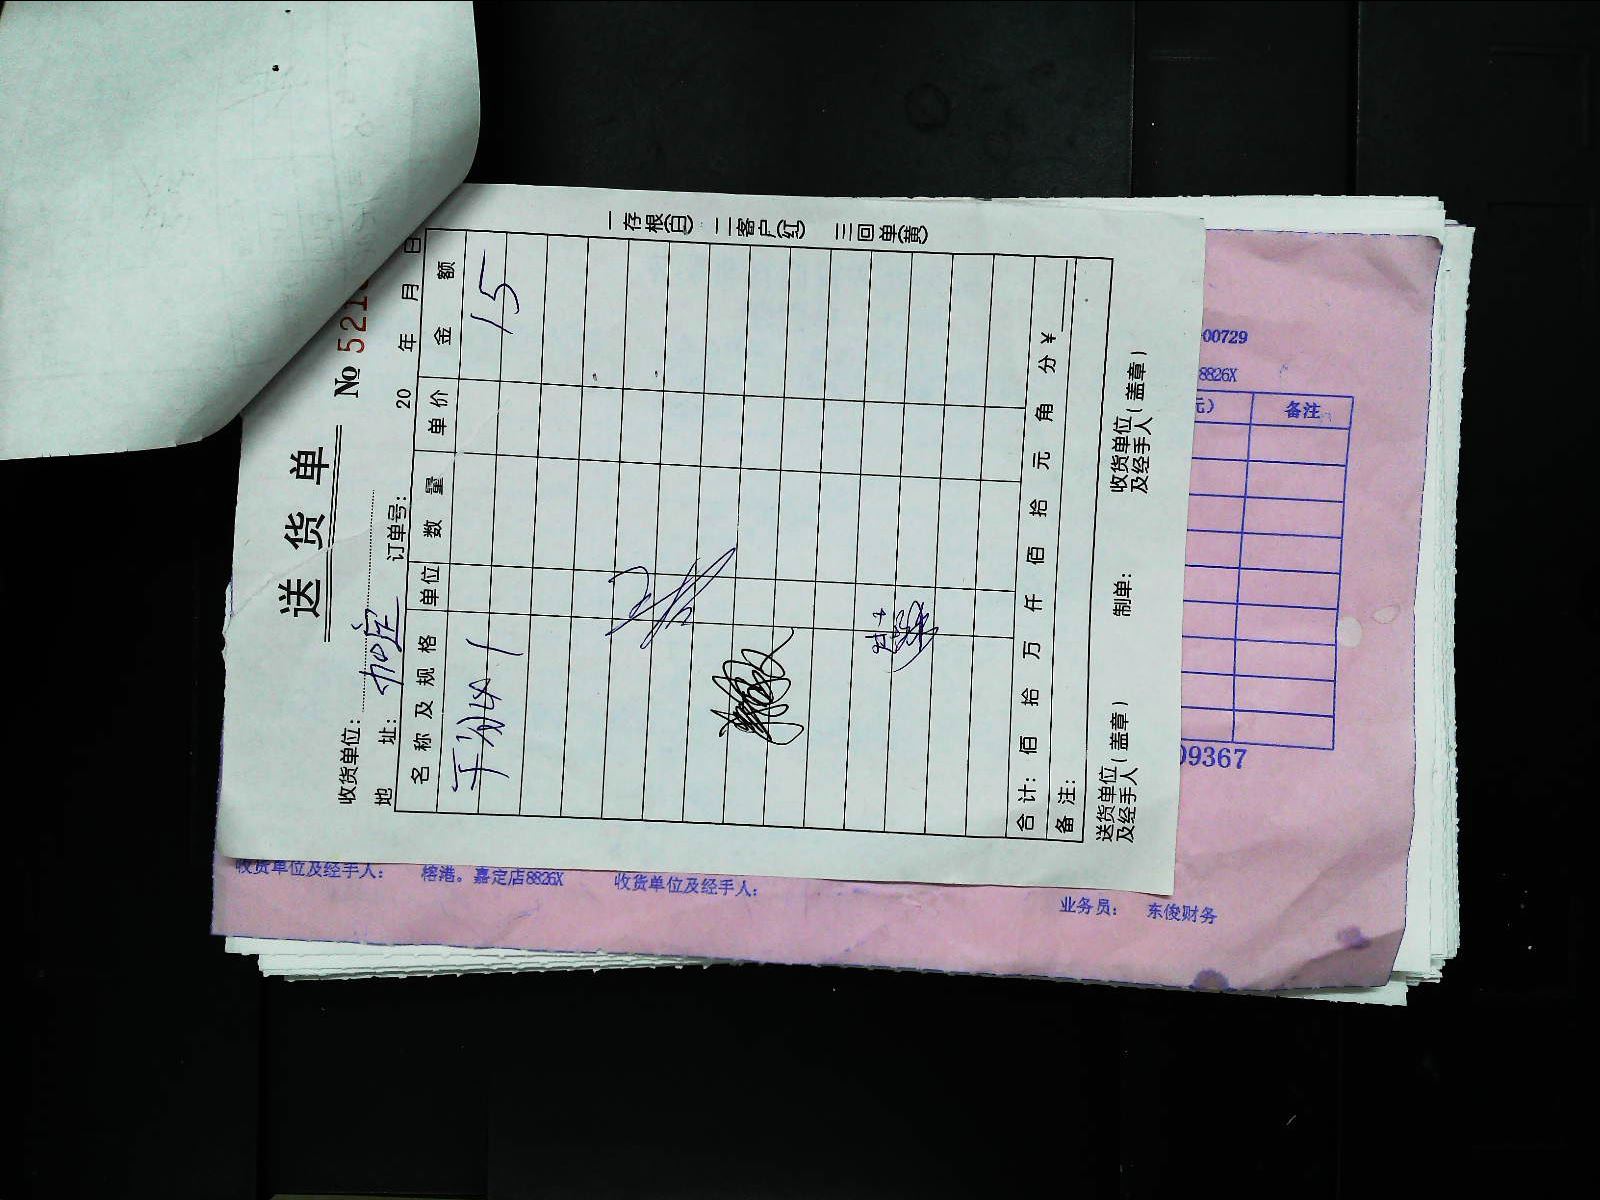 送货单
No 521
收货单位：
加定
地址：
订单号：
20 年 月 日
名称及规格 单位 数量 单价 金额
1 15
合计： 佰 拾 万 仟 佰 拾 元 角 分 ¥
备注：
送货单位（盖章）
及经手人
制单：
收货单位（盖章）
及经手人
一存根（白） 二客户（红） 三回单（黄）
00729
8826X
元） 备注
09367
收货单位及经手人： 榕港。嘉定店8826X 收货单位及经手人：
业务员： 东俊财务